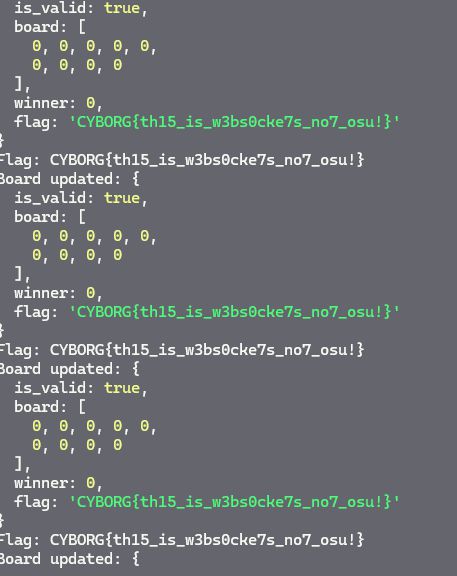 is_valid: true,
board: [
0, 0, 0, 0, 0,
0, 0, 0, 0
],
winner: 0,
flag: 'CYBORG{th15_is_w3bs0cke7s_no7_osu!}'
}
Flag: CYBORG{th15_is_w3bs0cke7s_no7_osu!}
Board updated: {
is_valid: true,
board: [
0, 0, 0, 0, 0,
0, 0, 0, 0
],
winner: 0,
flag: 'CYBORG{th15_is_w3bs0cke7s_no7_osu!}'
}
Flag: CYBORG{th15_is_w3bs0cke7s_no7_osu!}
Board updated: {
is_valid: true,
board: [
0, 0, 0, 0, 0,
0, 0, 0, 0
],
winner: 0,
flag: 'CYBORG{th15_is_w3bs0cke7s_no7_osu!}'
}
Flag: CYBORG{th15_is_w3bs0cke7s_no7_osu!}
Board updated: {